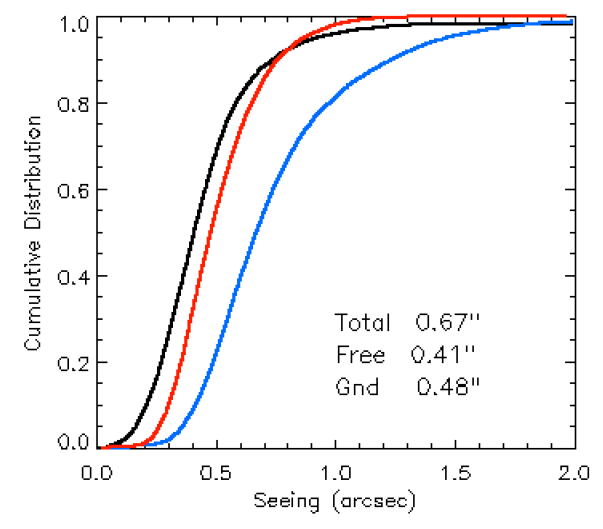 1.0
0.8
0.6
0.4
0.2
0.0
Cumulative Distribution
Total 0.67"
Free 0.41"
Gnd 0.48"
0.0 0.5 1.0 1.5 2.0
Seeing (arcsec)